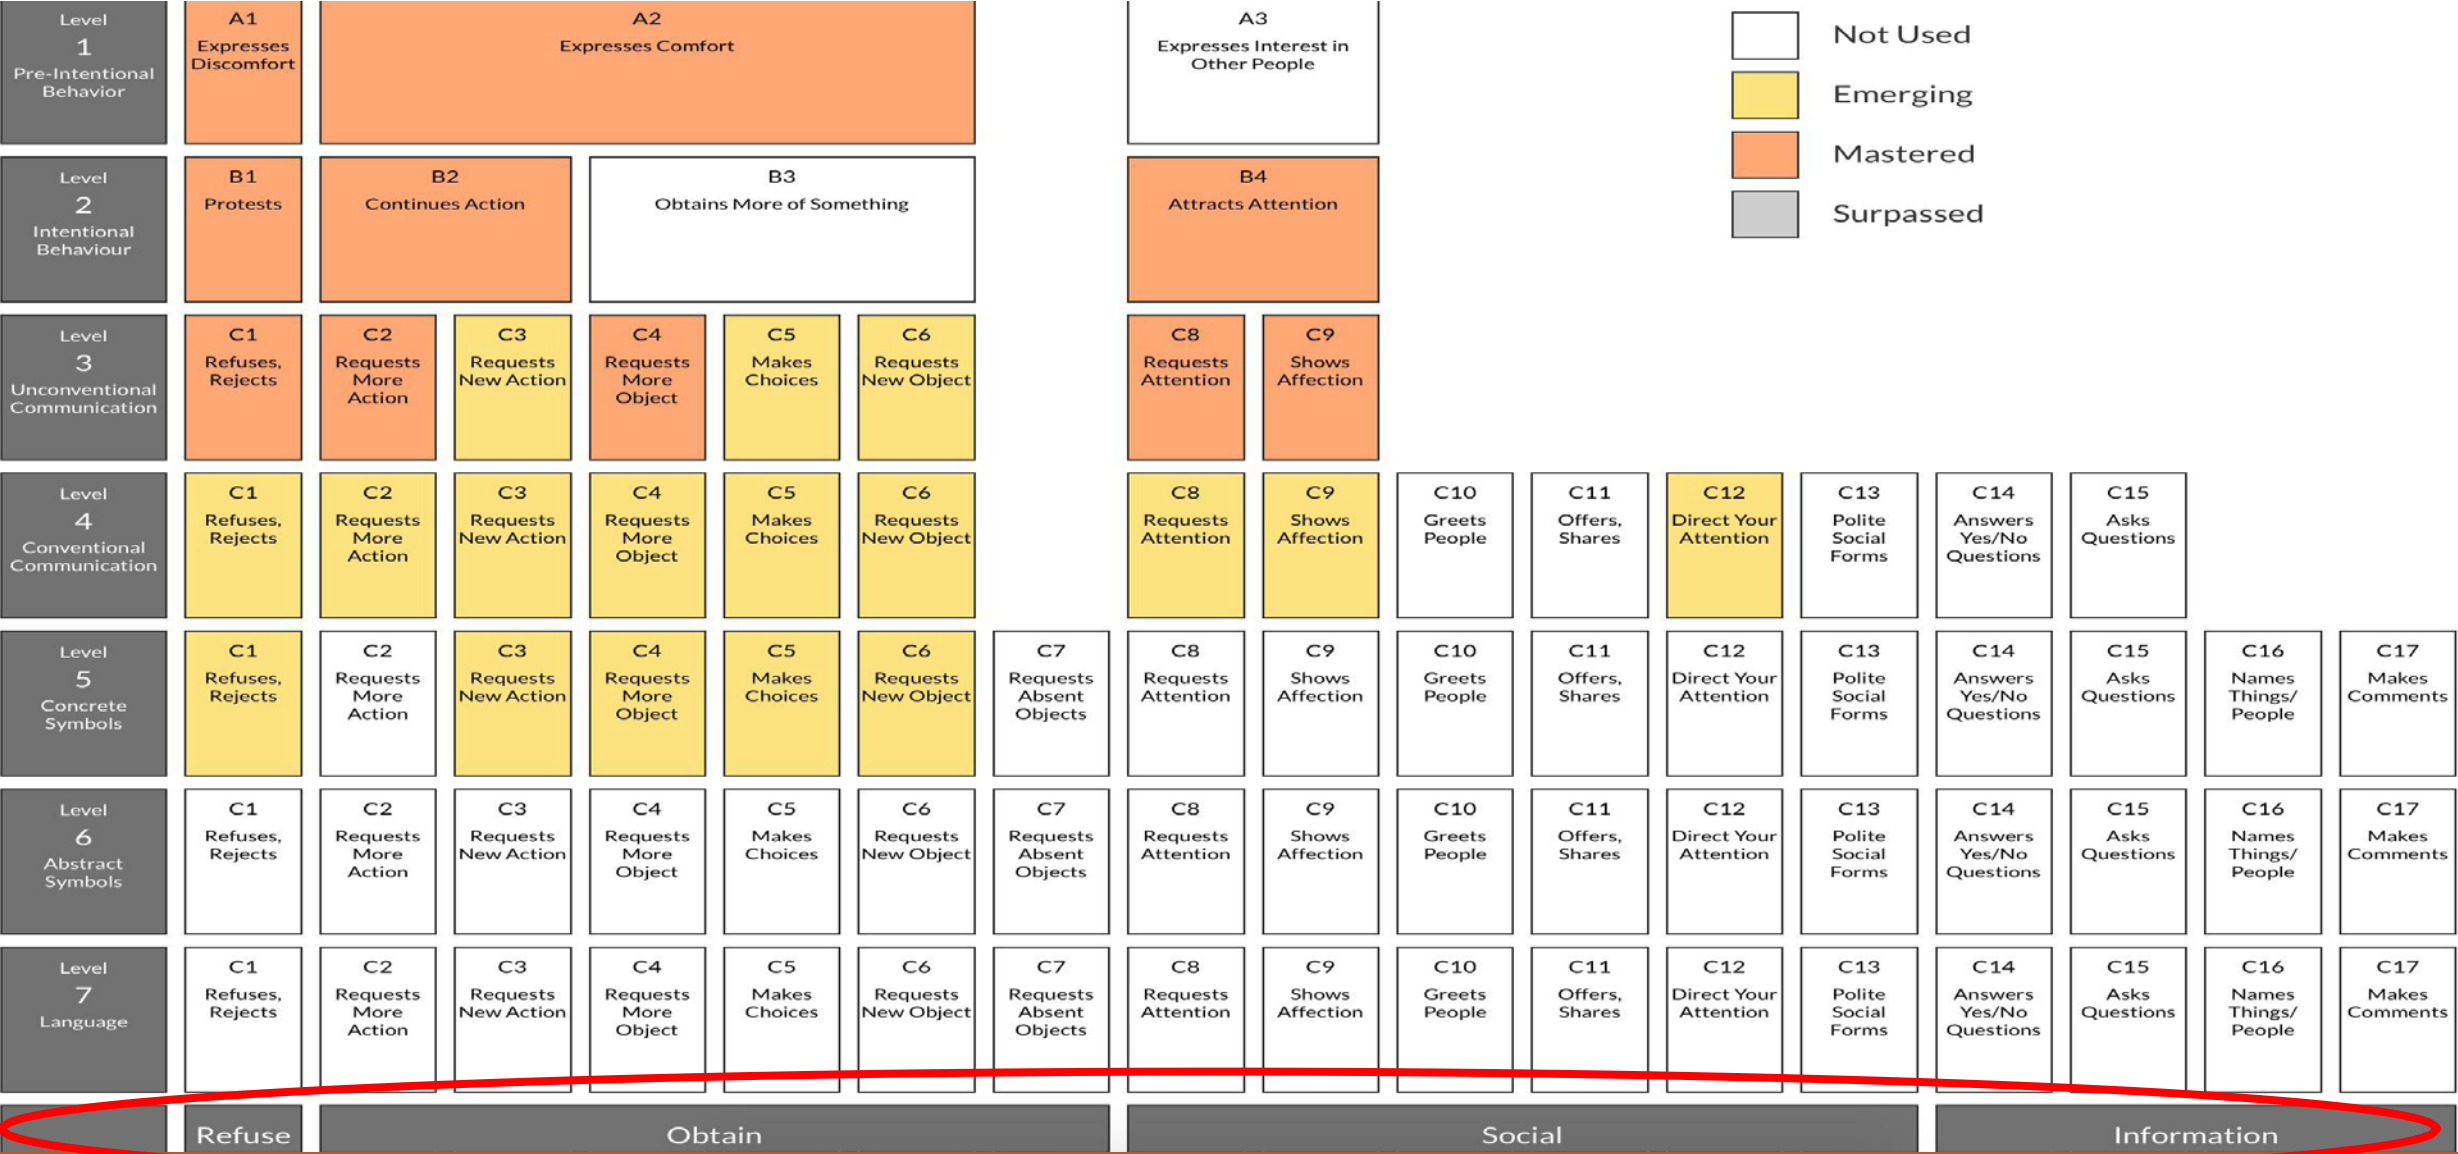 Level
1
Pre-Intentional
Behavior
A1
Expresses
Discomfort
A2
Expresses Comfort
A3
Expresses Interest in
Other People
Not Used
Emerging
Mastered
Surpassed
Level
2
Intentional
Behaviour
B1
Protests
B2
Continues Action
B3
Obtains More of Something
B4
Attracts Attention
Level
3
Unconventional
Communication
C1
Refuses,
Rejects
C2
Requests
More
Action
C3
Requests
New Action
C4
Requests
More
Object
C5
Makes
Choices
C6
Requests
New Object
C8
Requests
Attention
C9
Shows
Affection
Level
4
Conventional
Communication
C1
Refuses,
Rejects
C2
Requests
More
Action
C3
Requests
New Action
C4
Requests
More
Object
C5
Makes
Choices
C6
Requests
New Object
C8
Requests
Attention
C9
Shows
Affection
C10
Greets
People
C11
Offers,
Shares
C12
Direct Your
Attention
C13
Polite
Social
Forms
C14
Answers
Yes/No
Questions
C15
Asks
Questions
Level
5
Concrete
Symbols
C1
Refuses,
Rejects
C2
Requests
More
Action
C3
Requests
New Action
C4
Requests
More
Object
C5
Makes
Choices
C6
Requests
New Object
C7
Requests
Absent
Objects
C8
Requests
Attention
C9
Shows
Affection
C10
Greets
People
C11
Offers,
Shares
C12
Direct Your
Attention
C13
Polite
Social
Forms
C14
Answers
Yes/No
Questions
C15
Asks
Questions
C16
Names
Things/
People
C17
Makes
Comments
Level
6
Abstract
Symbols
C1
Refuses,
Rejects
C2
Requests
More
Action
C3
Requests
New Action
C4
Requests
More
Object
C5
Makes
Choices
C6
Requests
New Object
C7
Requests
Absent
Objects
C8
Requests
Attention
C9
Shows
Affection
C10
Greets
People
C11
Offers,
Shares
C12
Direct Your
Attention
C13
Polite
Social
Forms
C14
Answers
Yes/No
Questions
C15
Asks
Questions
C16
Names
Things/
People
C17
Makes
Comments
Level
7
Language
C1
Refuses,
Rejects
C2
Requests
More
Action
C3
Requests
New Action
C4
Requests
More
Object
C5
Makes
Choices
C6
Requests
New Object
C7
Requests
Absent
Objects
C8
Requests
Attention
C9
Shows
Affection
C10
Greets
People
C11
Offers,
Shares
C12
Direct Your
Attention
C13
Polite
Social
Forms
C14
Answers
Yes/No
Questions
C15
Asks
Questions
C16
Names
Things/
People
C17
Makes
Comments
Refuse
Obtain
Social
Information